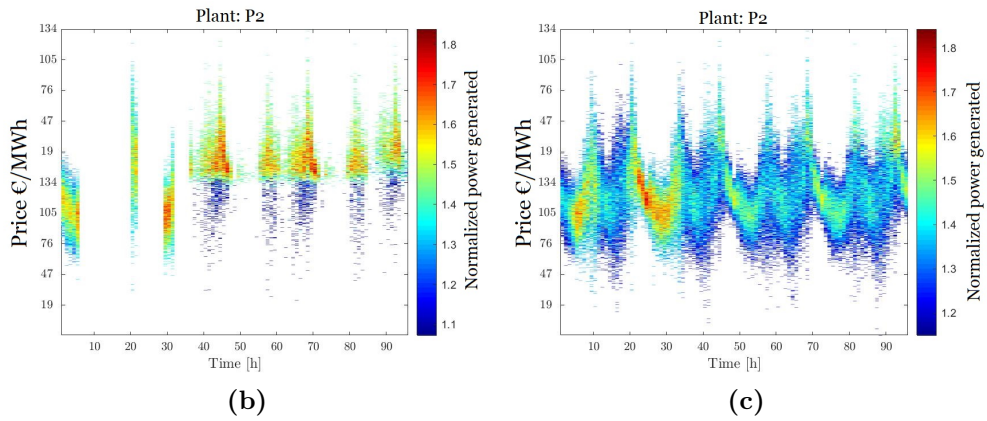 Plant: P2
134
105
76
47
19
134
105
76
47
19
Price €/MWh
10 20 30 40 50 60 70 80 90
Time [h]
1.8
1.7
1.6
1.5
1.4
1.3
1.2
1.1
Normalized power generated
(b)
Plant: P2
134
105
76
47
19
134
105
76
47
19
Price €/MWh
10 20 30 40 50 60 70 80 90
Time [h]
1.8
1.7
1.6
1.5
1.4
1.3
1.2
Normalized power generated
(c)